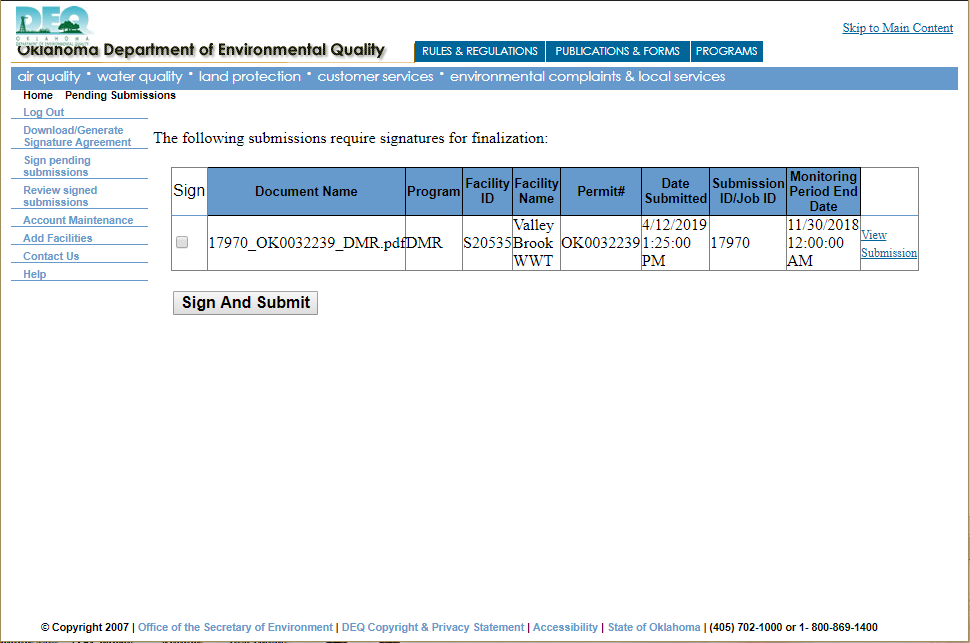 DEQ
OKLAHOMA
DEPARTMENT OF ENVIRONMENTAL QUALITY
Oklahoma Department of Environmental Quality
Skip to Main Content
RULES & REGULATIONS PUBLICATIONS & FORMS PROGRAMS
air quality * water quality * land protection * customer services * environmental complaints & local services
Home Pending Submissions
Log Out
Download/Generate
Signature Agreement
Sign pending
submissions
Review signed
submissions
Account Maintenance
Add Facilities
Contact Us
Help
The following submissions require signatures for finalization:
Sign Document Name Program Facility ID Facility Name Permit# Date Submitted Submission ID/Job ID Monitoring Period End Date
17970_OK0032239_DMR.pdf DMR S20535 Valley Brook WWT OK0032239 4/12/2019 1:25:00 PM 17970 11/30/2018 12:00:00 AM View Submission
Sign And Submit
© Copyright 2007 | Office of the Secretary of Environment | DEQ Copyright & Privacy Statement | Accessibility | State of Oklahoma | (405) 702-1000 or 1- 800-869-1400